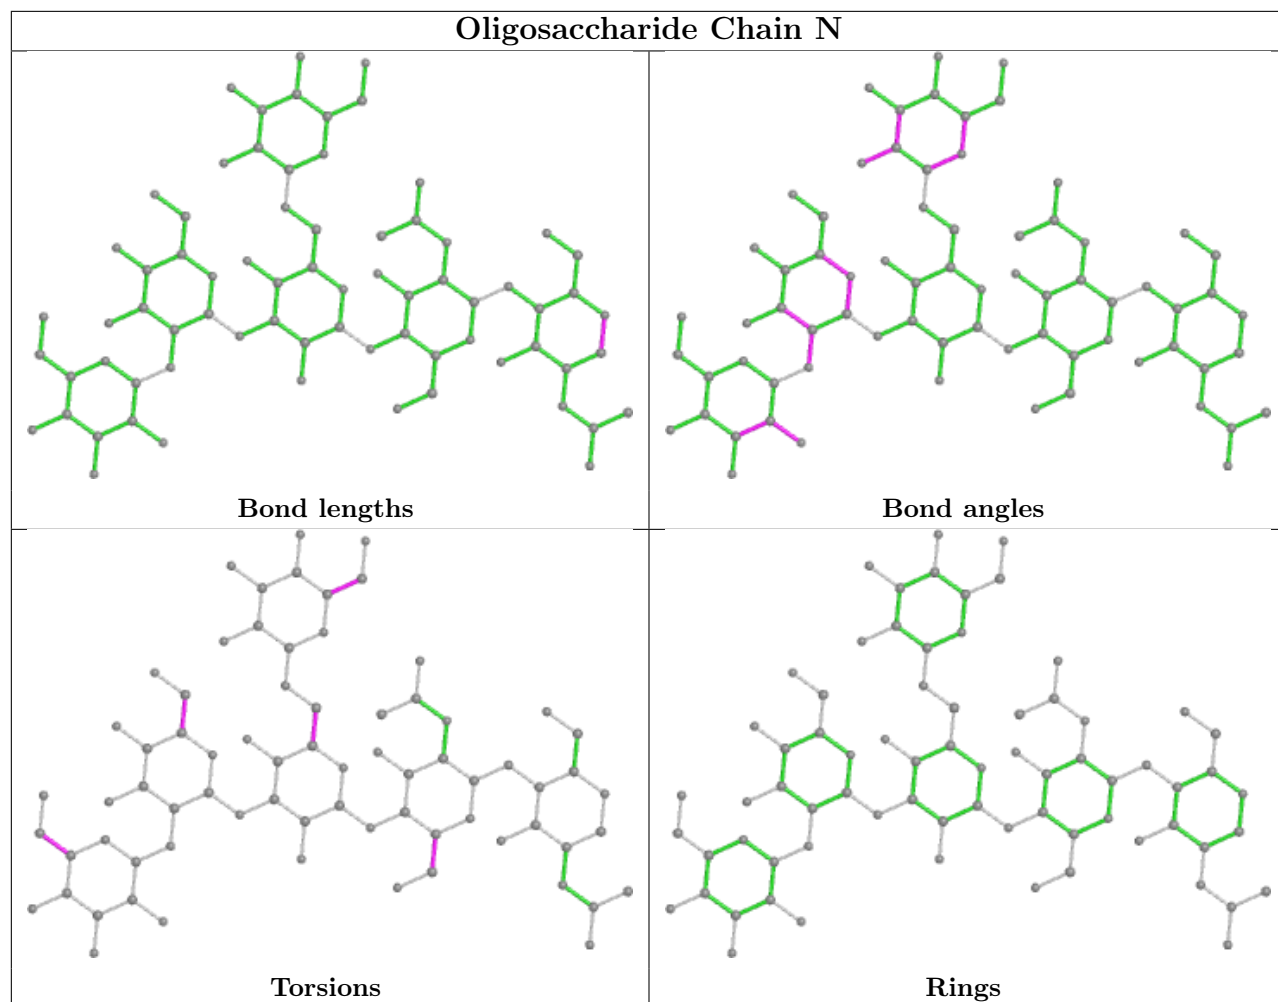 Oligosaccharide Chain N
Bond lengths
Bond angles
Torsions
Rings